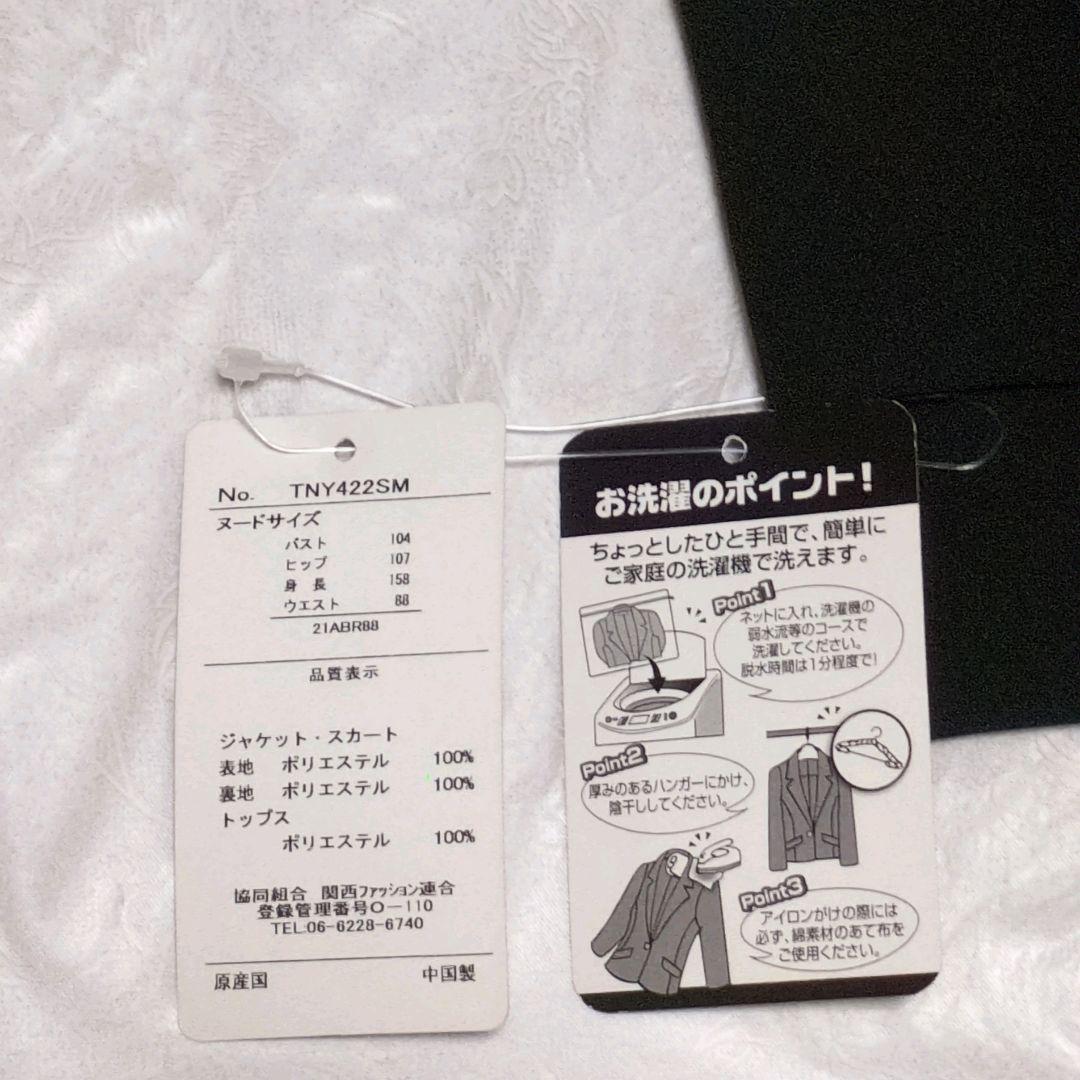 No. TNY422SM
ヌードサイズ
バスト 104
ヒップ 107
身長 158
ウエスト 88
21ABR88
品質表示
ジャケット・スカート
表地 ポリエステル 100%
裏地 ポリエステル 100%
トップス
ポリエステル 100%
協同組合 関西ファッション連合
登録管理番号O-110
TEL:06-6228-6740
原産国 中国製
お洗濯のポイント!
ちょっとしたひと手間で、簡単に
ご家庭の洗濯機で洗えます。
Point1
ネットに入れ、洗濯機の
弱水流等のコースで
洗濯してください。
脱水時間は1分程度で!
Point2
厚みのあるハンガーにかけ、
陰干ししてください。
Point3
アイロンがけの際には
必ず、綿素材のあて布を
ご使用ください。